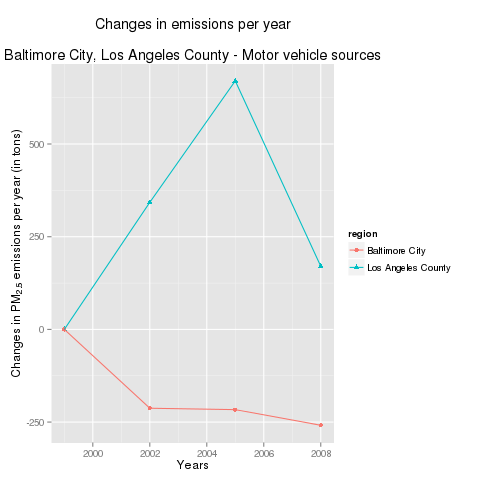 Changes in emissions per year
Baltimore City, Los Angeles County - Motor vehicle sources
Changes in PM2.5 emissions per year (in tons)
500
250
0
-250
2000
2002
2004
2006
2008
Years
region
Baltimore City
Los Angeles County